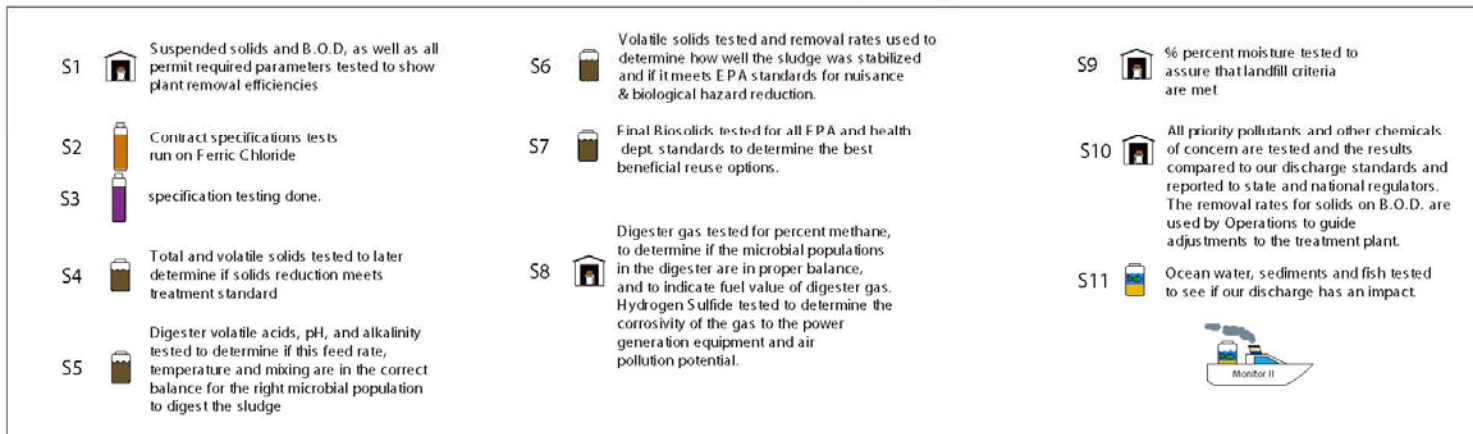 S1
Suspended solids and B.O.D, as well as all
permit required parameters tested to show
plant removal efficiencies
S2
Contract specifications tests
run on Ferric Chloride
S3
specification testing done.
S4
Total and volatile solids tested to later
determine if solids reduction meets
treatment standard
S5
Digester volatile acids, pH, and alkalinity
tested to determine if this feed rate,
temperature and mixing are in the correct
balance for the right microbial population
to digest the sludge
S6
Volatile solids tested and removal rates used to
determine how well the sludge was stabilized
and if it meets EPA standards for nuisance
& biological hazard reduction.
S7
Final Biosolids tested for all EPA and health
dept. standards to determine the best
beneficial reuse options.
S8
Digester gas tested for percent methane,
to determine if the microbial populations
in the digester are in proper balance,
and to indicate fuel value of digester gas.
Hydrogen Sulfide tested to determine the
corrosivity of the gas to the power
generation equipment and air
pollution potential.
S9
% percent moisture tested to
assure that landfill criteria
are met
S10
All priority pollutants and other chemicals
of concern are tested and the results
compared to our discharge standards and
reported to state and national regulators.
The removal rates for solids on B.O.D. are
used by Operations to guide
adjustments to the treatment plant.
S11
Ocean water, sediments and fish tested
to see if our discharge has an impact.
Monitor II